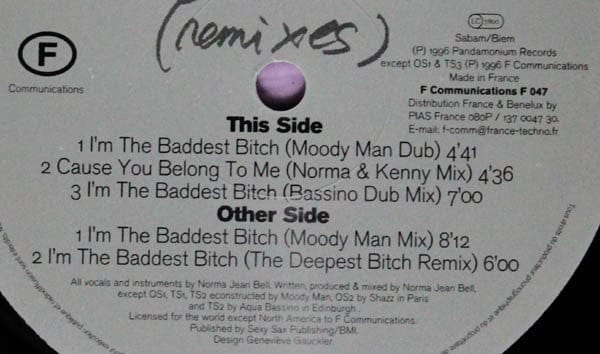 (remixes)
F
Communications
LC 7800
Sabam/Biem
(P) 1996 Pandamonium Records
except OS1 & TS3 (P) 1996 F Communications
Made in France
F Communications F 047
Distribution France & Benelux by
PIAS France 080P / 137 0047 30.
E-mail: f-comm@france-techno.fr
This Side
1 I'm The Baddest Bitch (Moody Man Dub) 4'41
2 Cause You Belong To Me (Norma & Kenny Mix) 4'36
3 I'm The Baddest Bitch (Bassino Dub Mix) 7'00
Other Side
1 I'm The Baddest Bitch (Moody Man Mix) 8'12
2 I'm The Baddest Bitch (The Deepest Bitch Remix) 6'00
All vocals and instruments by Norma Jean Bell. Written, produced & mixed by Norma Jean Bell,
except OS1, TS1, TS2 econstructed by Moody Man, OS2 by Shazz in Paris
and TS2 by Aqua Bassino in Edinburgh.
Licensed for the world except North America to F Communications.
Published by Sexy Sax Publishing/BMI.
Design Geneviève Gauckler.